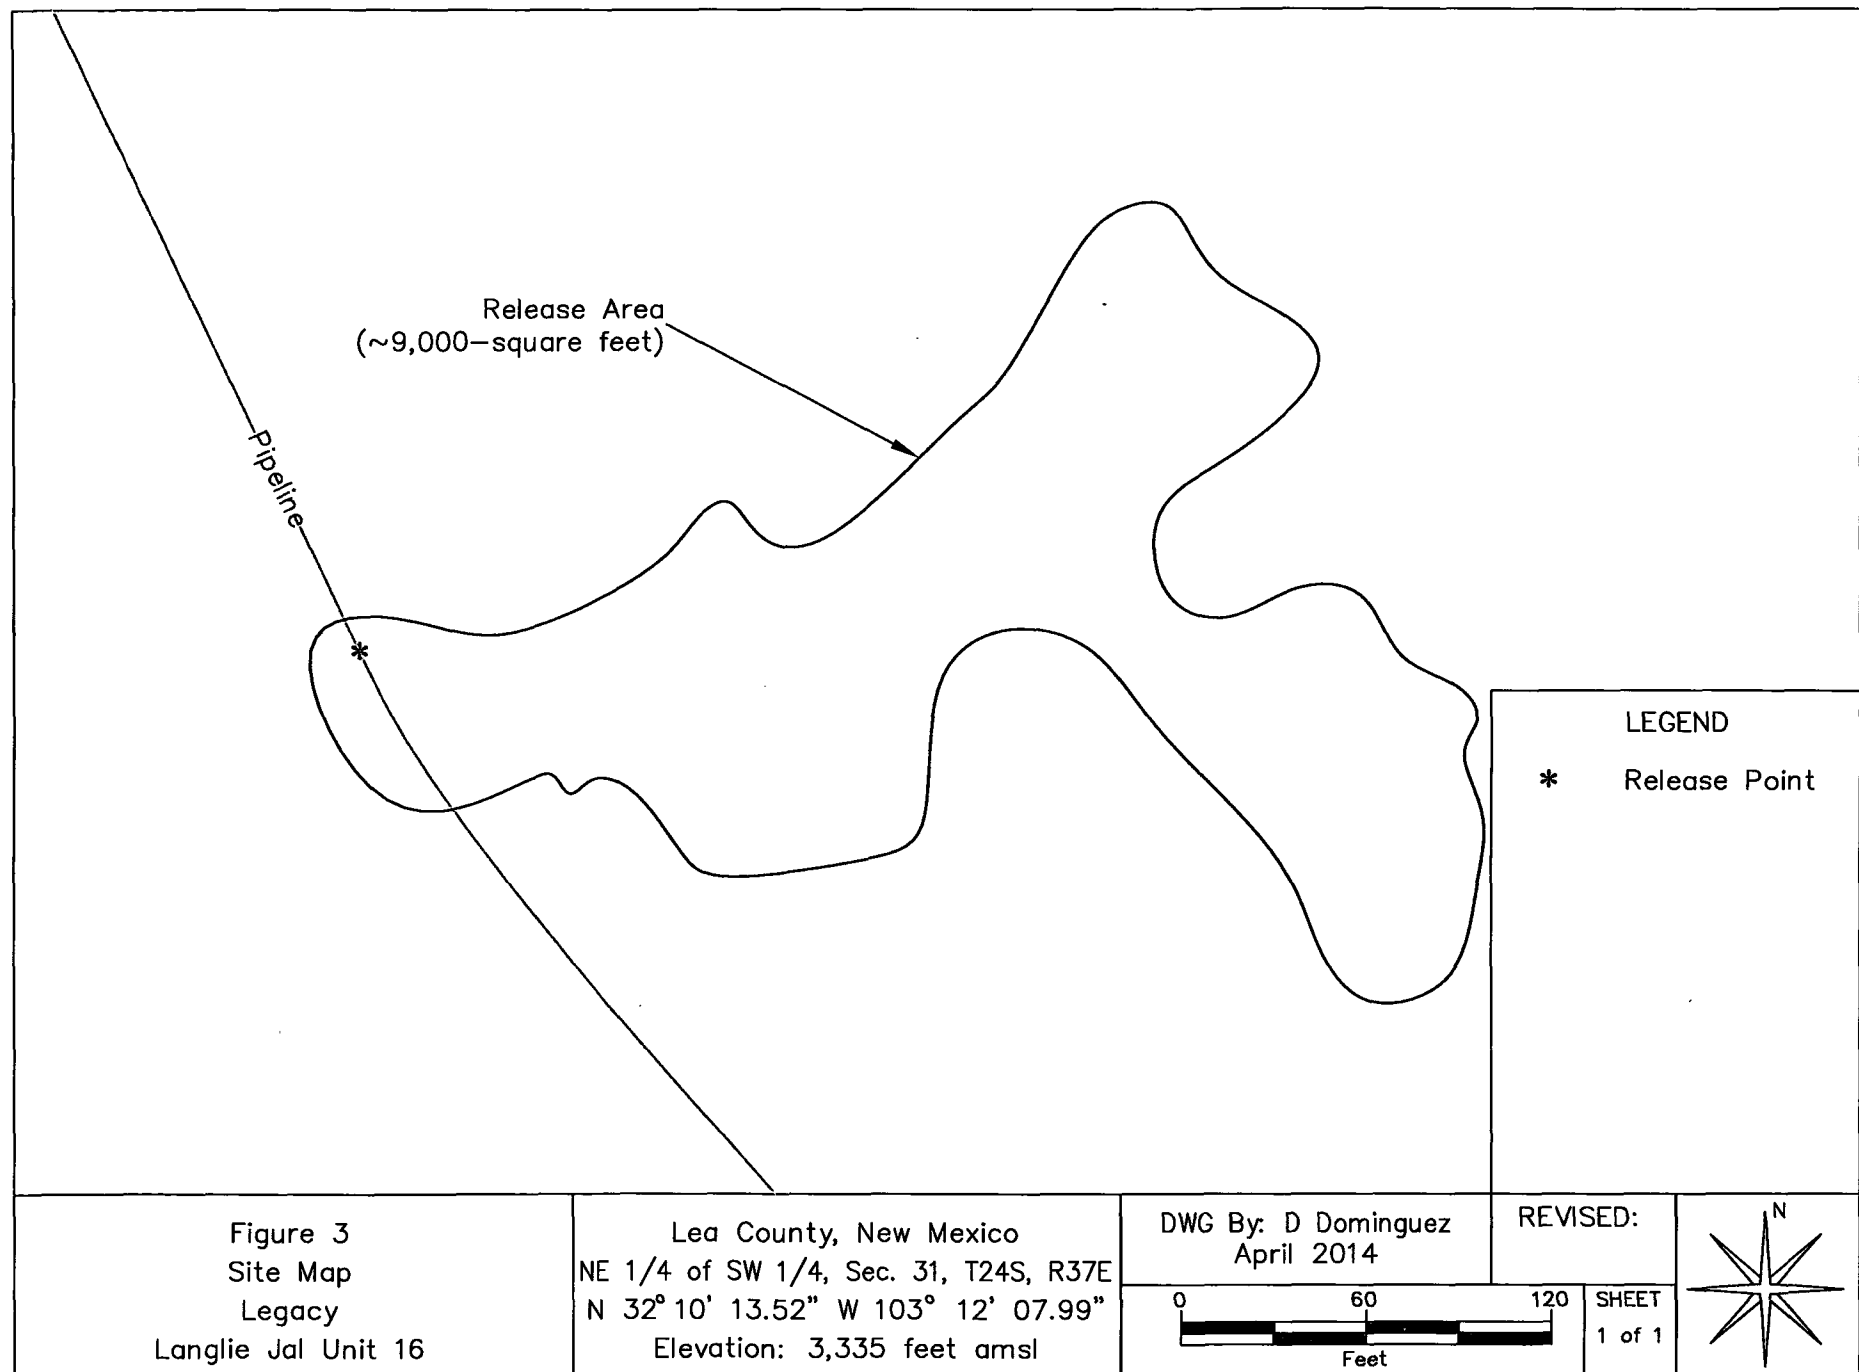 Release Area
(~9,000-square feet)
Pipeline
*
LEGEND
* Release Point
Figure 3
Site Map
Legacy
Langlie Jal Unit 16
Lea County, New Mexico
NE 1/4 of SW 1/4, Sec. 31, T24S, R37E
N 32° 10' 13.52" W 103° 12' 07.99"
Elevation: 3,335 feet amsl
DWG By: D Dominguez
April 2014
REVISED:
0 60 120
Feet
SHEET
1 of 1
N